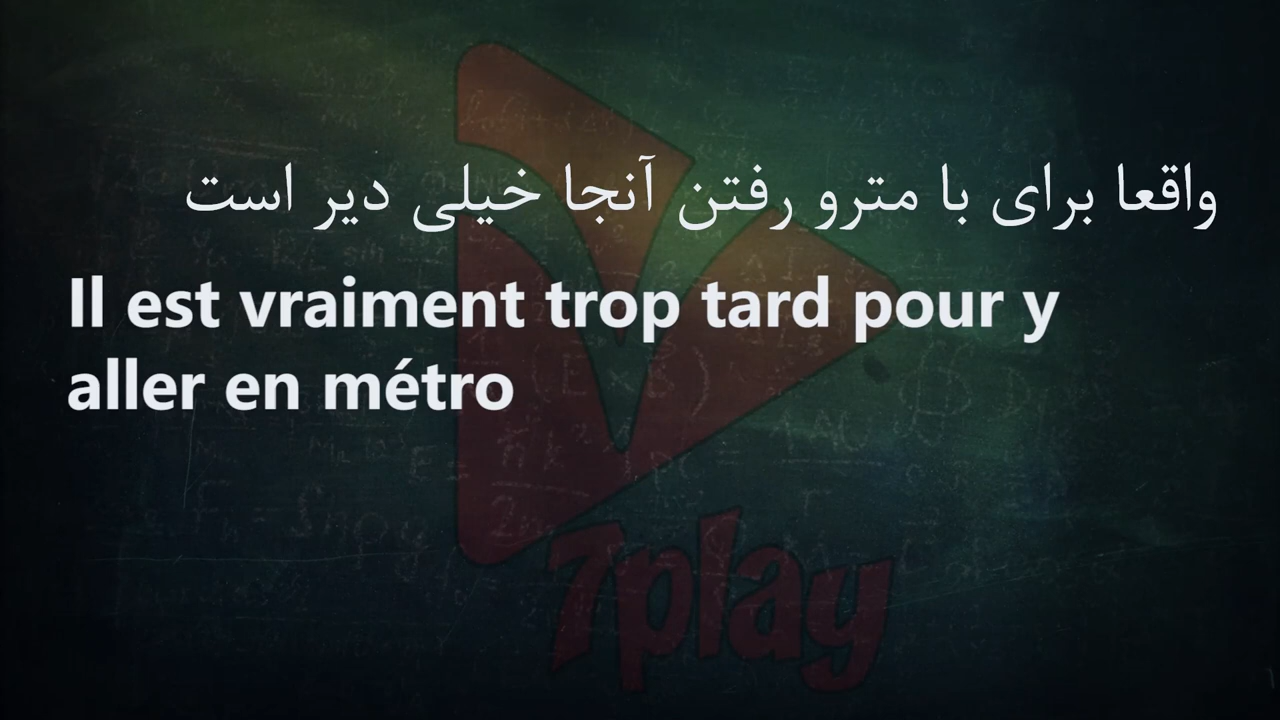 واقعا برای با مترو رفتن آنجا خیلی دیر است
Il est vraiment trop tard pour y
aller en métro
7play